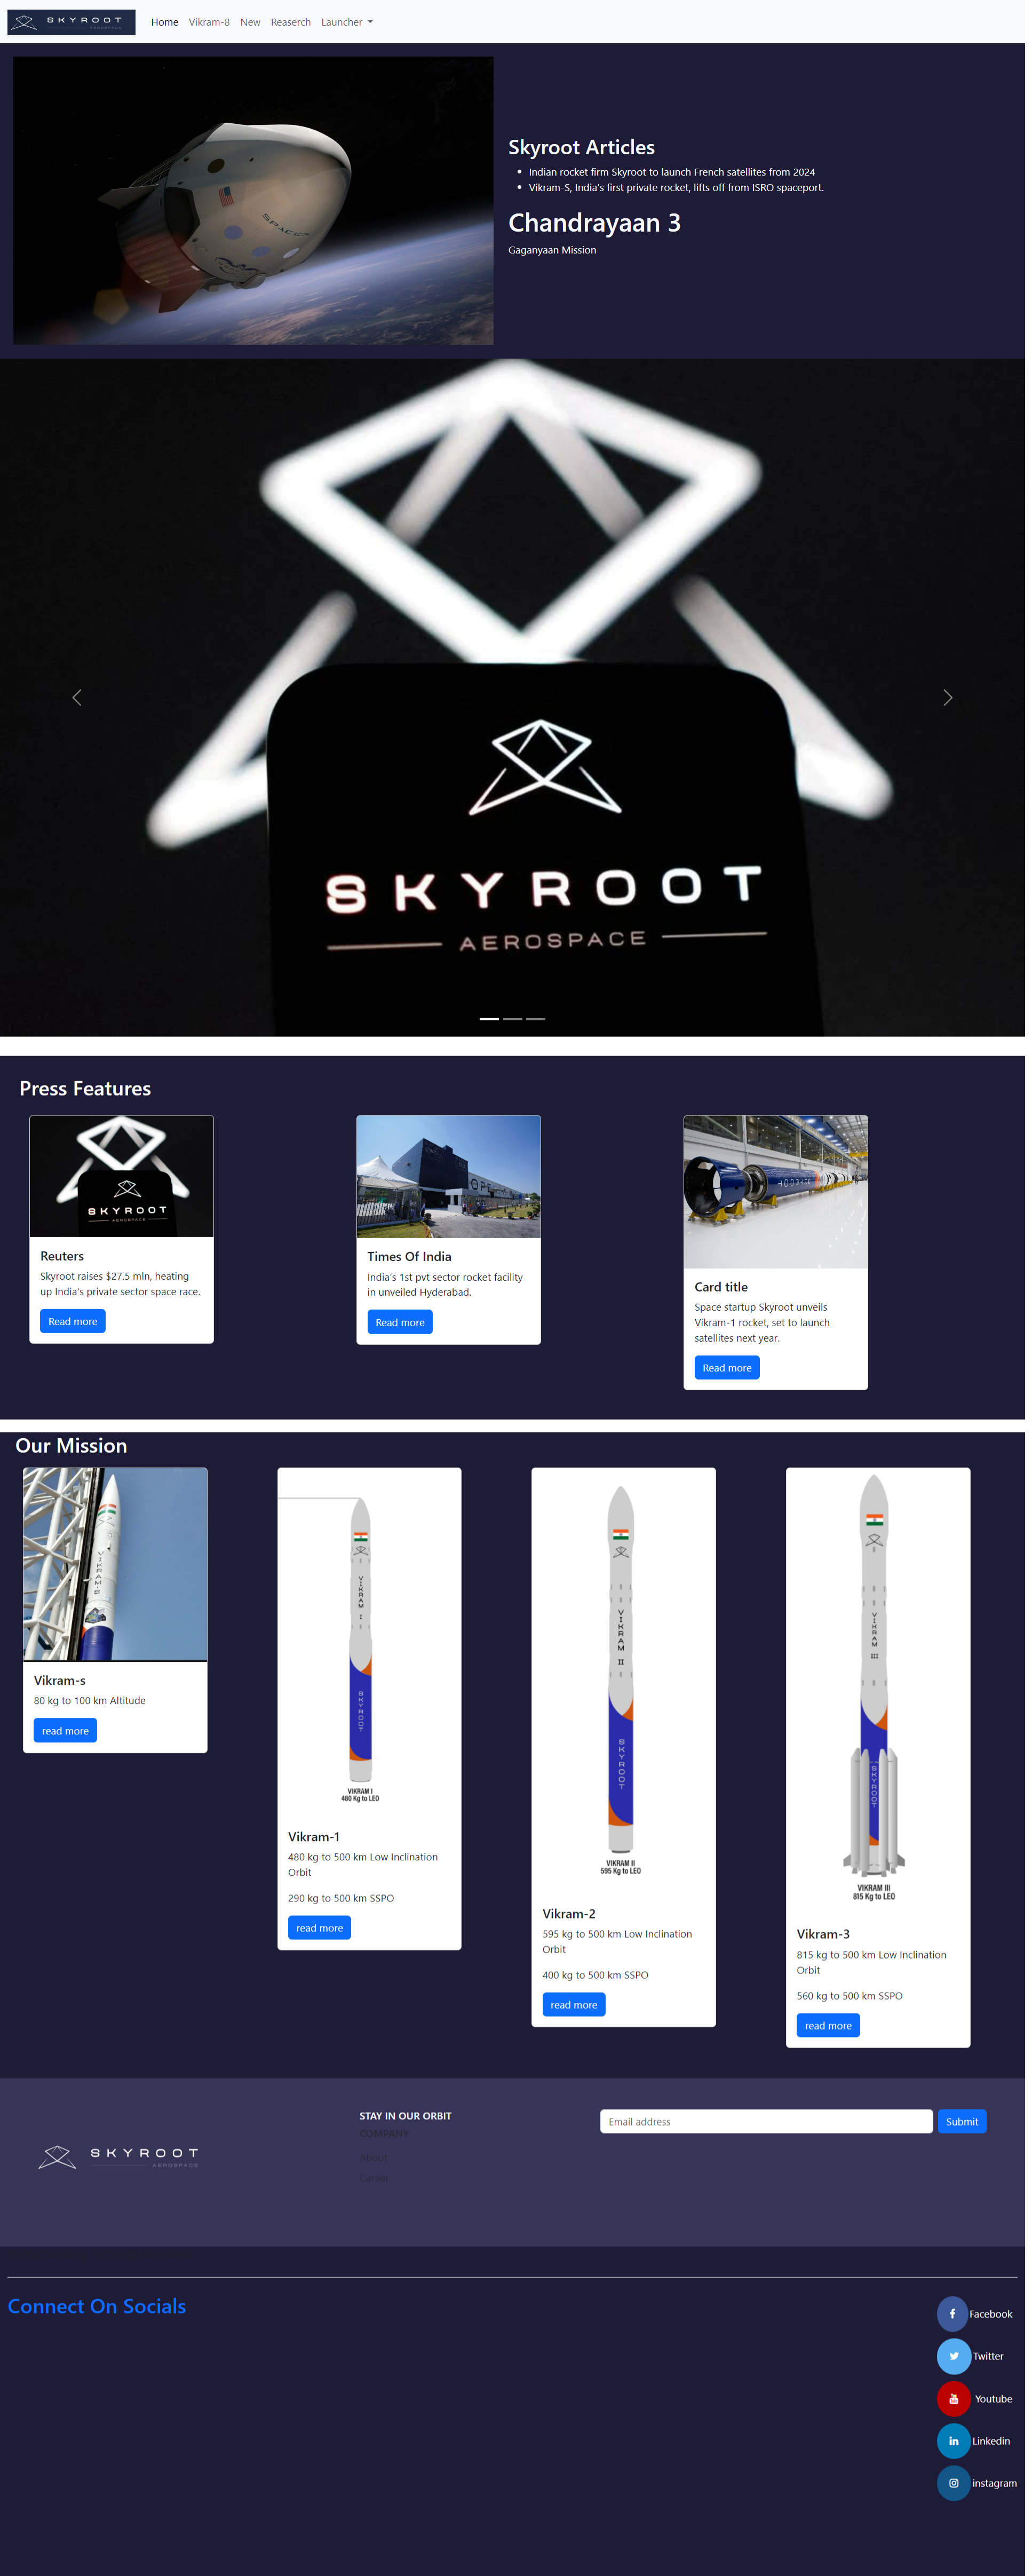 SKYROOT
AEROSPACE
Home
Vikram-8
New
Reaserch
Launcher
SPACEX
Skyroot Articles
Indian rocket firm Skyroot to launch French satellites from 2024
Vikram-S, India's first private rocket, lifts off from ISRO spaceport.
Chandrayaan 3
Gaganyaan Mission
SKYROOT
AEROSPACE
Press Features
SKYROOT
AEROSPACE
Reuters
Skyroot raises $27.5 mln, heating
up India's private sector space race.
Read more
Times Of India
India's 1st pvt sector rocket facility
in unveiled Hyderabad.
Read more
Card title
Space startup Skyroot unveils
Vikram-1 rocket, set to launch
satellites next year.
Read more
Our Mission
VIKRAM-S
Vikram-s
80 kg to 100 km Altitude
read more
VIKRAM I
SKYROOT
VIKRAM I
480 Kg to LEO
Vikram-1
480 kg to 500 km Low Inclination
Orbit
290 kg to 500 km SSPO
read more
VIKRAM II
SKYROOT
VIKRAM II
595 Kg to LEO
Vikram-2
595 kg to 500 km Low Inclination
Orbit
400 kg to 500 km SSPO
read more
VIKRAM III
SKYROOT
VIKRAM III
815 Kg to LEO
Vikram-3
815 kg to 500 km Low Inclination
Orbit
560 kg to 500 km SSPO
read more
SKYROOT
AEROSPACE
STAY IN OUR ORBIT
COMPANY
About
Career
Email address
Submit
Connect On Socials
Facebook
Twitter
Youtube
Linkedin
instagram